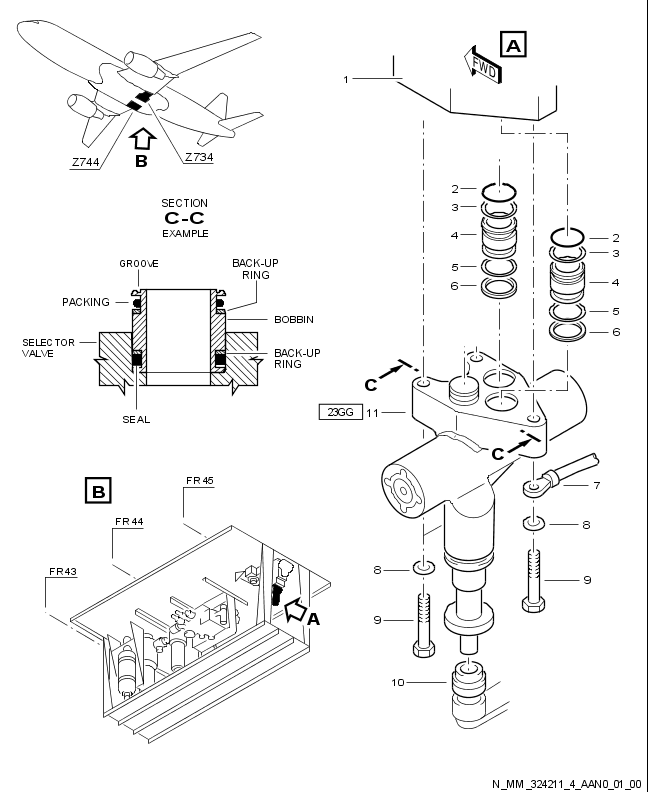 A
FWD
1
Z744
B
Z734
SECTION
C-C
EXAMPLE
2
3
4
5
6
2
3
4
5
6
GROOVE
BACK-UP
RING
PACKING
BOBBIN
SELECTOR
VALVE
BACK-UP
RING
SEAL
C
23GG 11
C
B
FR45
FR44
FR43
A
7
8
8
9
9
10
N_MM_324211_4_AAN0_01_00